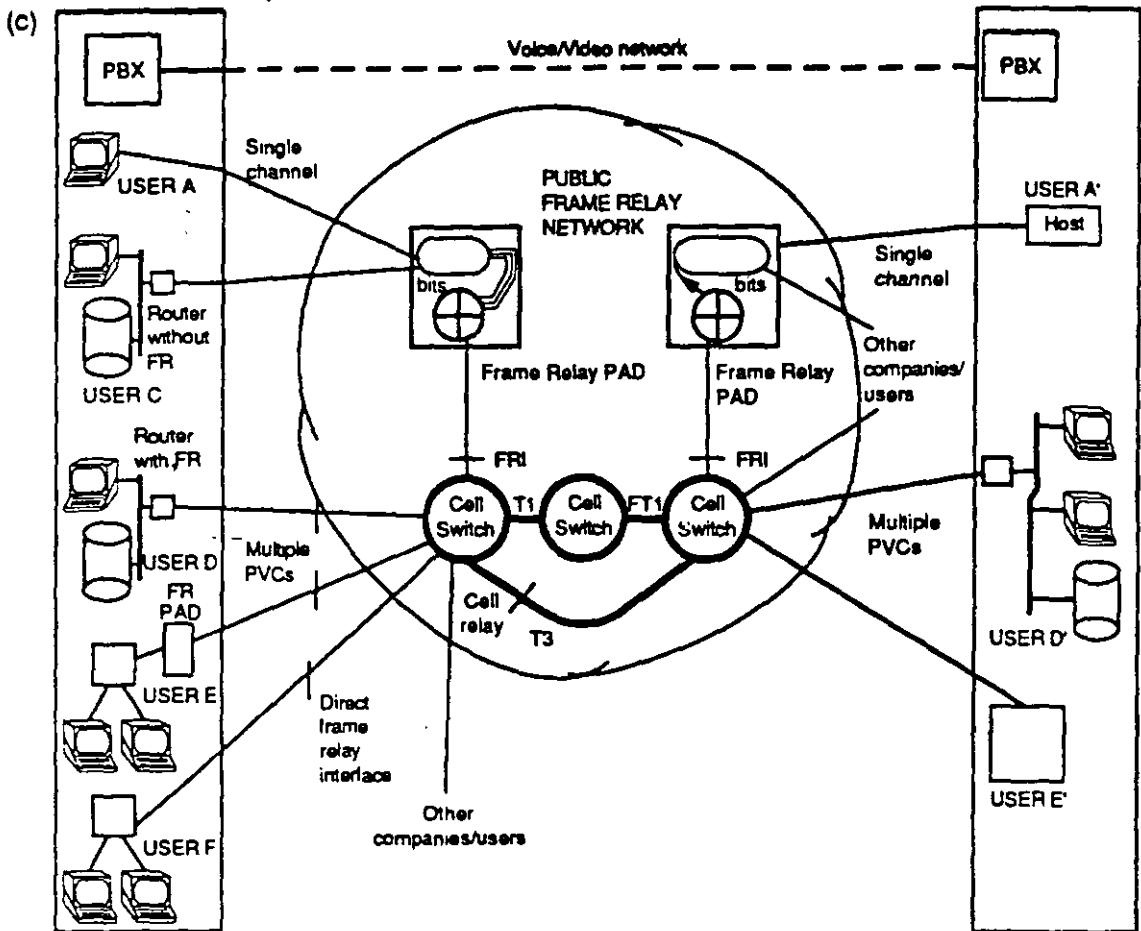 (c)
PBX
Voice/Video network
PBX
USER A
Single
channel
PUBLIC
FRAME RELAY
NETWORK
USER A'
Host
bits
bits
Single
channel
Router
without
FR
USER C
Frame Relay PAD
Frame Relay
PAD
Other
companies/
users
Router
with FR
FRI
FRI
Cell
Switch
T1
Cell
Switch
FT1
Cell
Switch
USER D
Multiple
PVCs
Multiple
PVCs
FR
PAD
Cell
relay
T3
USER D'
USER E
Direct
frame
relay
interface
USER E'
Other
companies/users
USER F